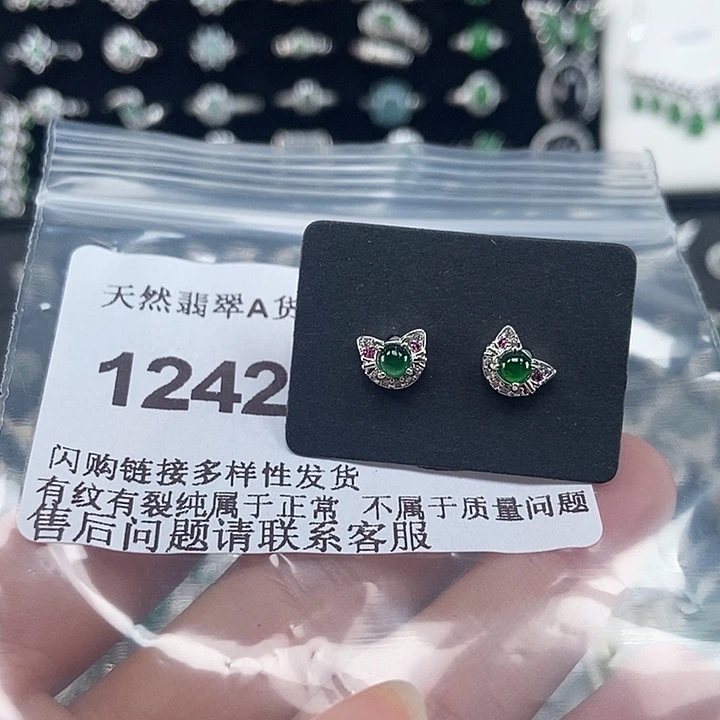 天然翡翠A货
1242
闪购链接多样性发货
有纹有裂纯属于正常 不属于质量问题
售后问题请联系客服